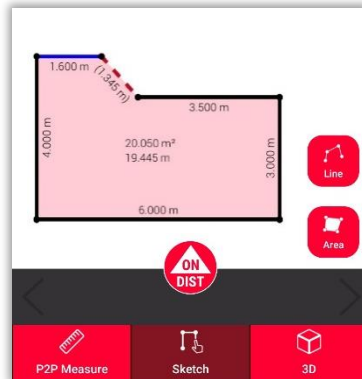 1.600 m
(1.345 m)
3.500 m
4.000 m
20.050 m²
19.445 m
3.000 m
6.000 m
Line
Area
ON
DIST
P2P Measure
Sketch
3D